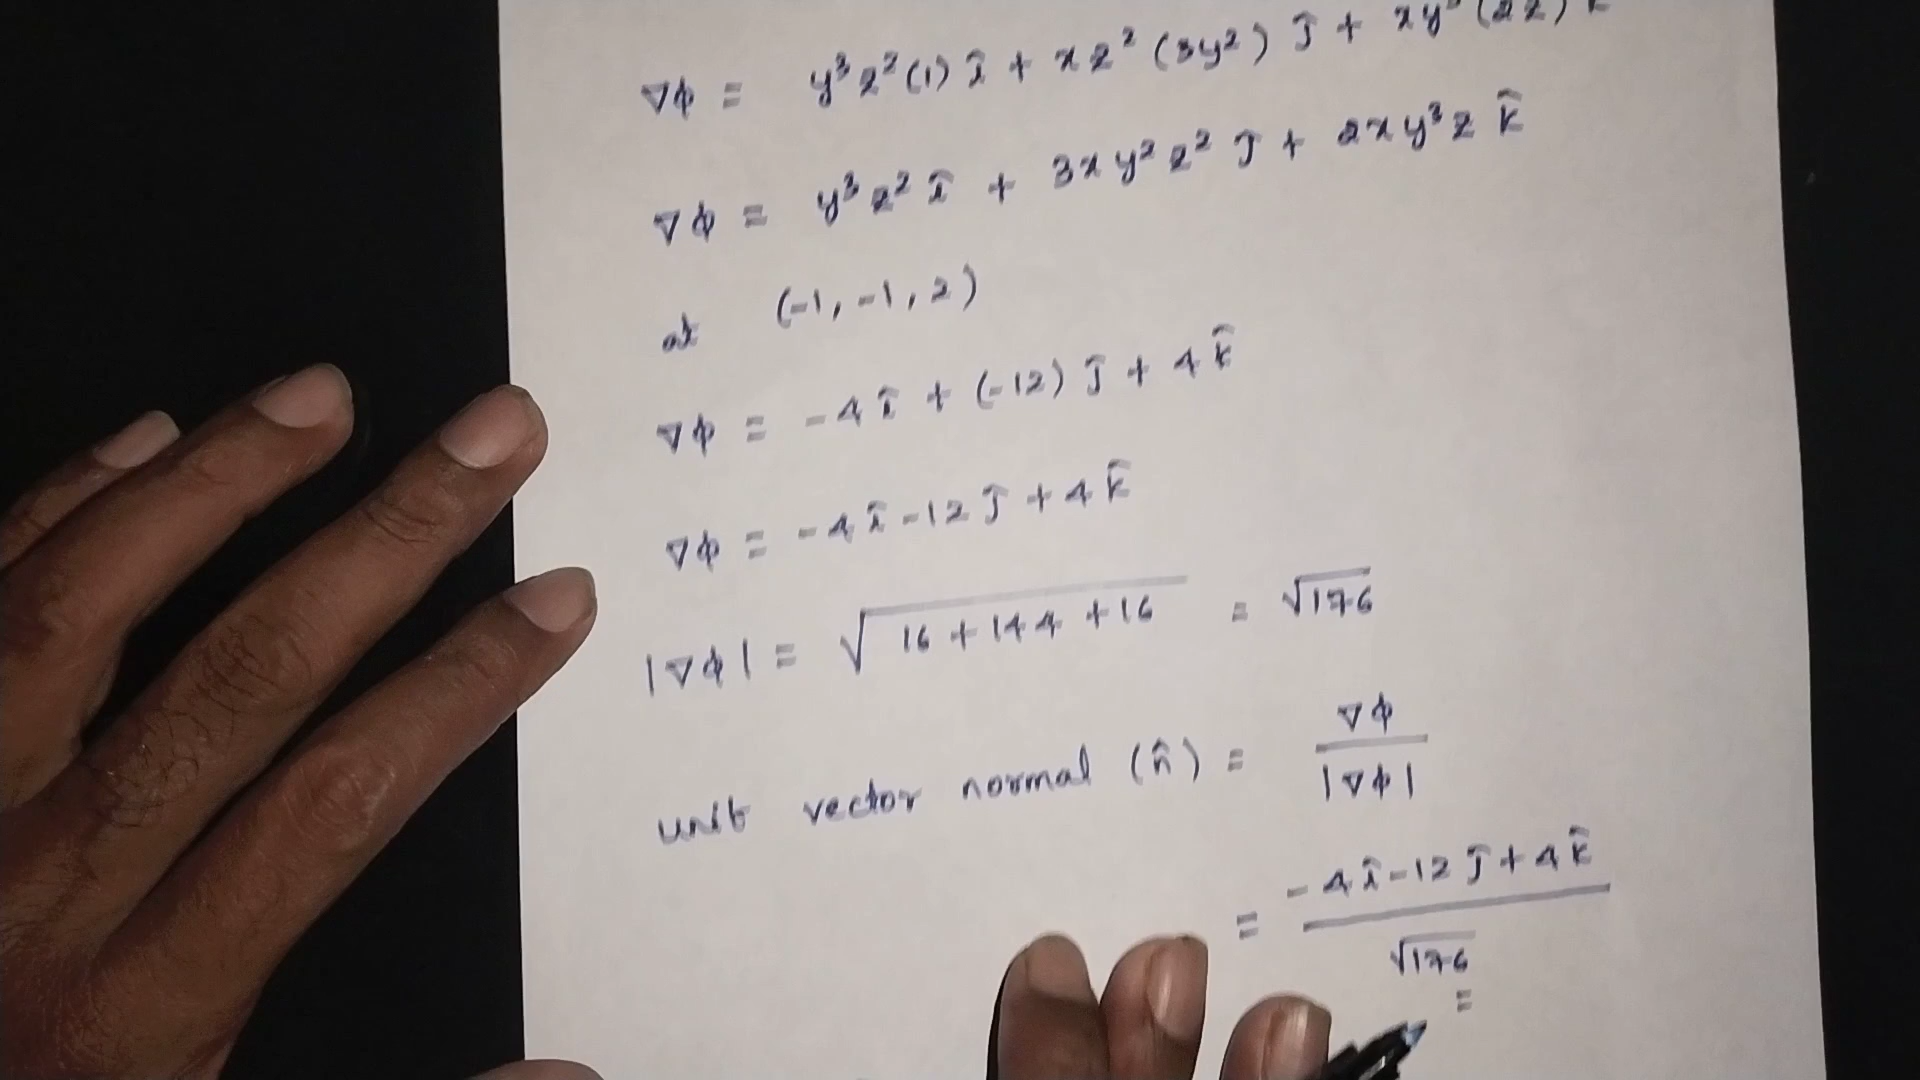 ∇φ = y³z²(1) î + xz²(3y²) ĵ + xy³(2z) k̂
∇φ = y³z² î + 3xy²z² ĵ + 2xy³z k̂
at (-1, -1, 2)
∇φ = -4 î + (-12) ĵ + 4 k̂
∇φ = -4 î - 12 ĵ + 4 k̂
|∇φ| = √(16 + 144 + 16) = √176
unit vector normal (n̂) = ∇φ / |∇φ|
= (-4 î - 12 ĵ + 4 k̂) / √176
=